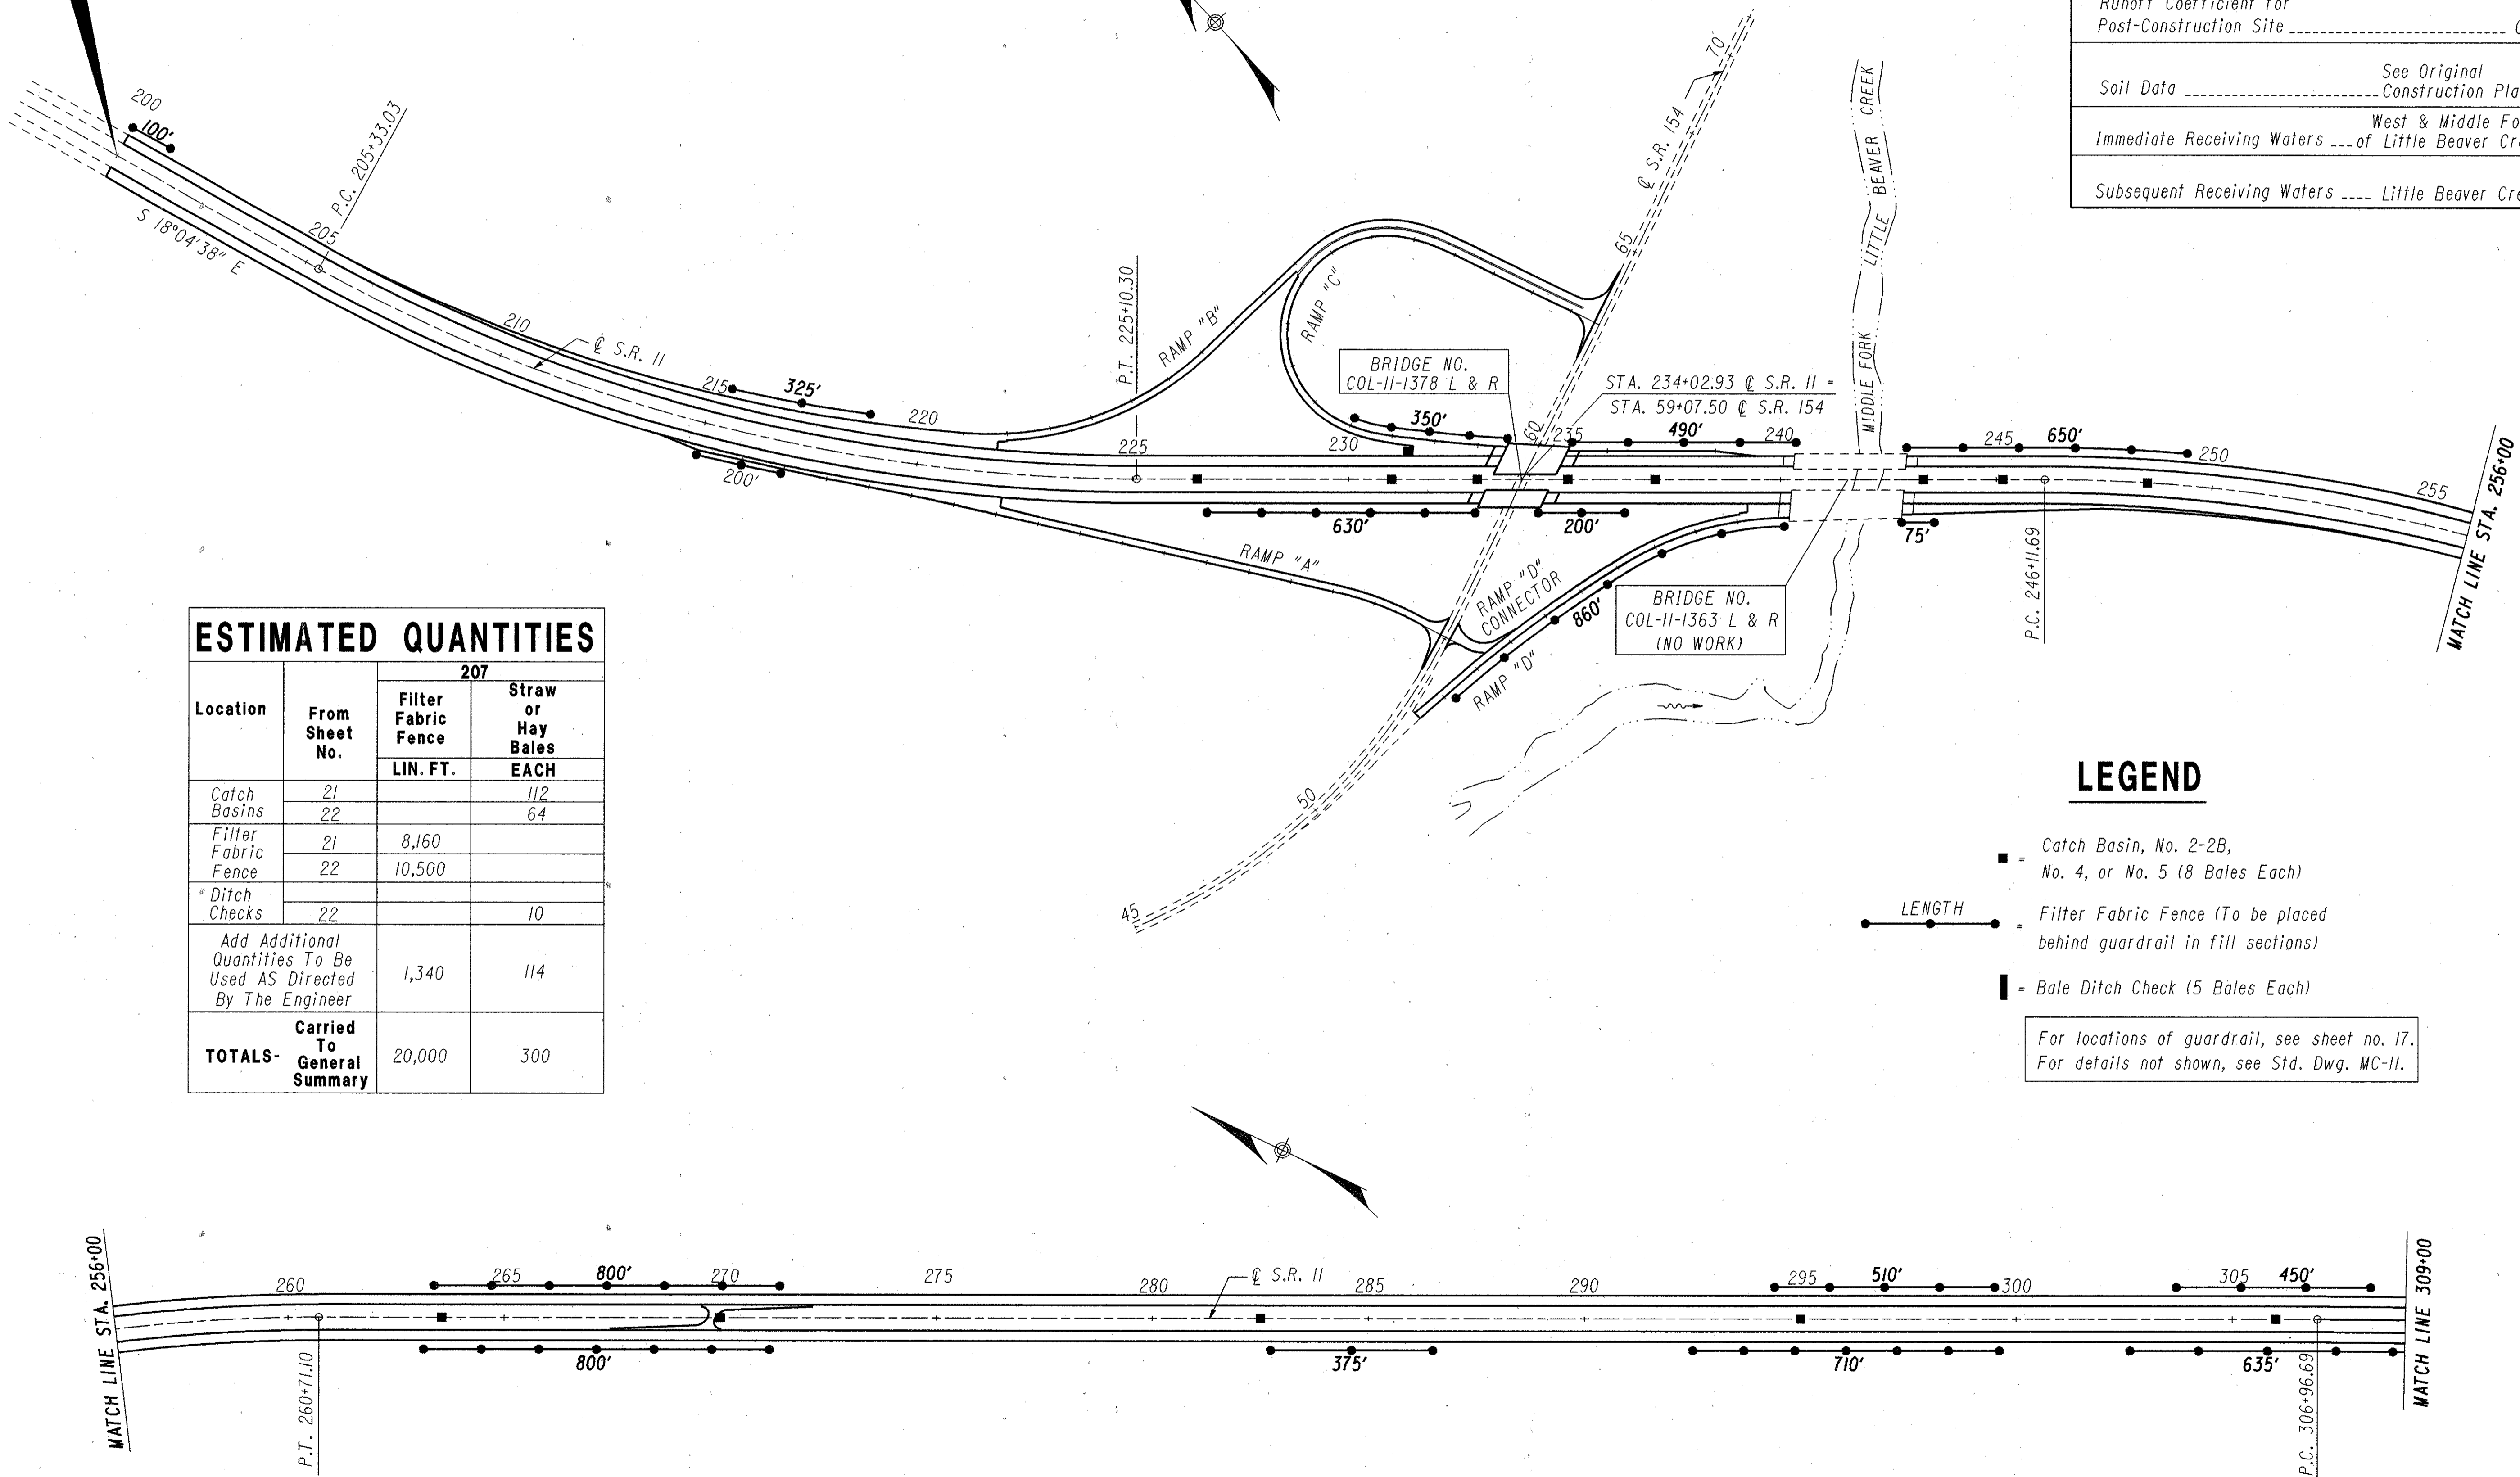 Runoff Coefficient for
Post-Construction Site
Soil Data
See Original
Construction
Immediate Receiving Waters
West & Middle
of Little Beaver
Subsequent Receiving Waters
Little Beaver
200
100'
205
P.C. 205+33.03
S 18°04'38" E
210
℄ S.R. 11
215
325'
220
200'
P.T. 225+10.30
225
RAMP "B"
RAMP "C"
RAMP "A"
BRIDGE NO.
COL-11-1378 L & R
230
350'
630'
STA. 234+02.93 ℄ S.R. 11 =
STA. 59+07.50 ℄ S.R. 154
℄ S.R. 154
70
65
60
235
490'
240
200'
MIDDLE FORK LITTLE BEAVER CREEK
245
650'
250
75'
P.C. 246+11.69
255
MATCH LINE STA. 256+00
RAMP "D"
CONNECTOR
860'
RAMP "D"
BRIDGE NO.
COL-11-1363 L & R
(NO WORK)
50
45
ESTIMATED QUANTITIES
Location
From
Sheet
No.
207
Filter
Fabric
Fence
Straw
or
Hay
Bales
LIN. FT. EACH
Catch
Basins
21 112
22 64
Filter
Fabric
Fence
21 8,160
22 10,500
* Ditch
Checks
22 10
Add Additional
Quantities To Be
Used AS Directed
By The Engineer
1,340 114
TOTALS-
Carried
To
General
Summary
20,000 300
LEGEND
= Catch Basin, No. 2-2B,
No. 4, or No. 5 (8 Bales Each)
LENGTH
= Filter Fabric Fence (To be placed
behind guardrail in fill sections)
= Bale Ditch Check (5 Bales Each)
For locations of guardrail, see sheet no. 17.
For details not shown, see Std. Dwg. MC-11.
MATCH LINE STA. 256+00
260
P.T. 260+71.10
265
800'
270
800'
275
280
℄ S.R. 11
285
375'
290
295
510'
300
710'
305
450'
635'
P.C. 306+96.69
MATCH LINE 309+00